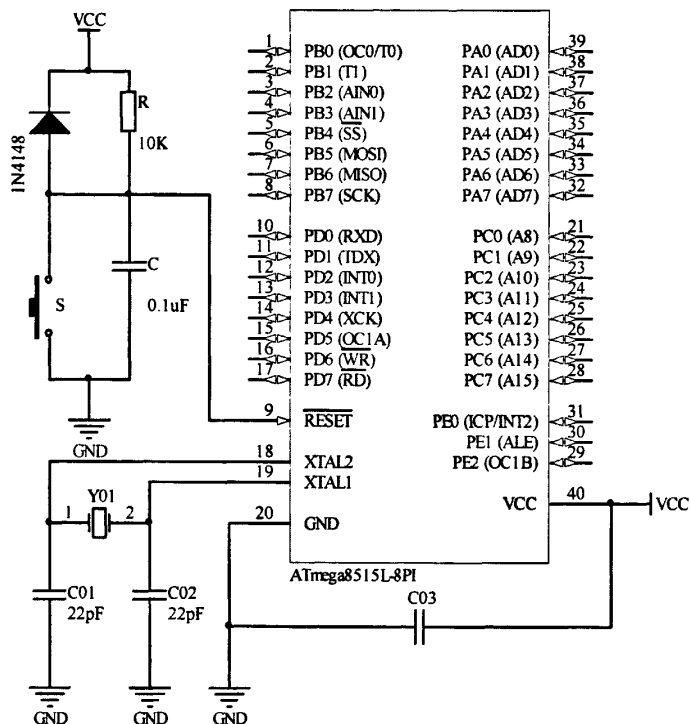 VCC
R
10K
1N4148
C
0.1uF
S
GND
1 PB0 (OC0/T0) PA0 (AD0) 39
2 PB1 (T1) PA1 (AD1) 38
3 PB2 (AIN0) PA2 (AD2) 37
4 PB3 (AIN1) PA3 (AD3) 36
5 PB4 (SS) PA4 (AD4) 35
6 PB5 (MOSI) PA5 (AD5) 34
7 PB6 (MISO) PA6 (AD6) 33
8 PB7 (SCK) PA7 (AD7) 32
10 PD0 (RXD) PC0 (A8) 21
11 PD1 (TDX) PC1 (A9) 22
12 PD2 (INT0) PC2 (A10) 23
13 PD3 (INT1) PC3 (A11) 24
14 PD4 (XCK) PC4 (A12) 25
15 PD5 (OC1A) PC5 (A13) 26
16 PD6 (WR) PC6 (A14) 27
17 PD7 (RD) PC7 (A15) 28
9 RESET PE0 (ICP/INT2) 31
PE1 (ALE) 30
18 XTAL2 PE2 (OC1B) 29
19 XTAL1
VCC 40 VCC
20 GND
ATmega8515L-8PI
Y01
1 2
C01
22pF
C02
22pF
C03
GND
GND
GND